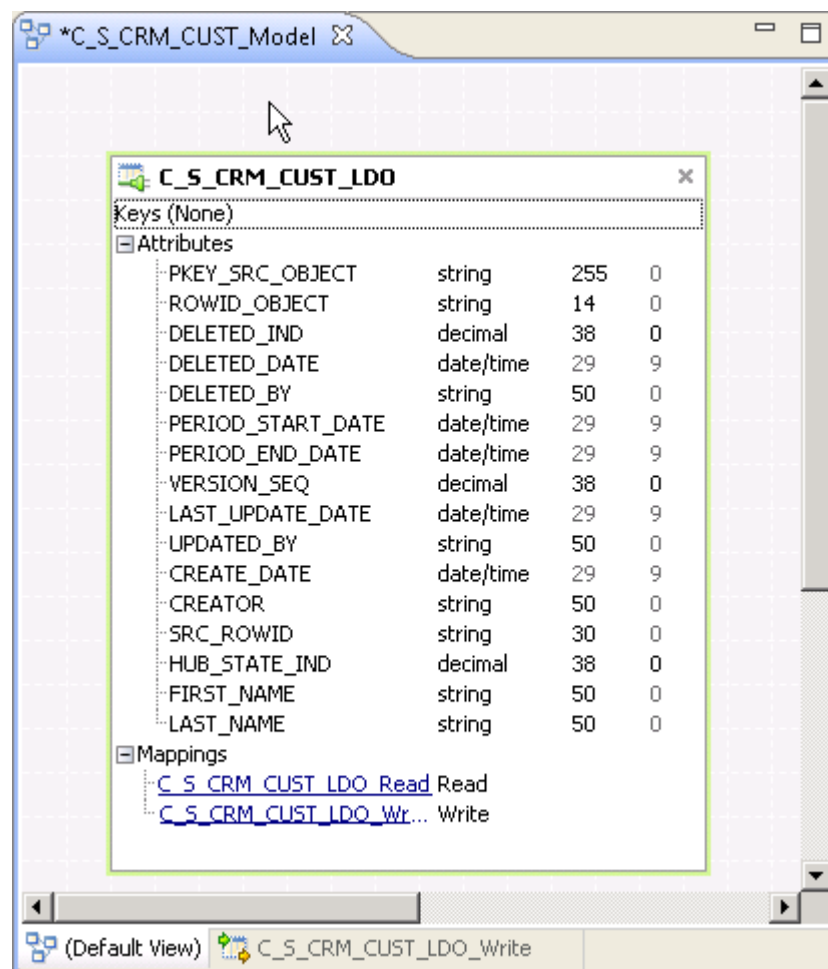 *C_S_CRM_CUST_Model
C_S_CRM_CUST_LDO
Keys (None)
Attributes
PKEY_SRC_OBJECT string 255 0
ROWID_OBJECT string 14 0
DELETED_IND decimal 38 0
DELETED_DATE date/time 29 9
DELETED_BY string 50 0
PERIOD_START_DATE date/time 29 9
PERIOD_END_DATE date/time 29 9
VERSION_SEQ decimal 38 0
LAST_UPDATE_DATE date/time 29 9
UPDATED_BY string 50 0
CREATE_DATE date/time 29 9
CREATOR string 50 0
SRC_ROWID string 30 0
HUB_STATE_IND decimal 38 0
FIRST_NAME string 50 0
LAST_NAME string 50 0
Mappings
C_S_CRM_CUST_LDO_Read Read
C_S_CRM_CUST_LDO_Wr... Write
(Default View) C_S_CRM_CUST_LDO_Write